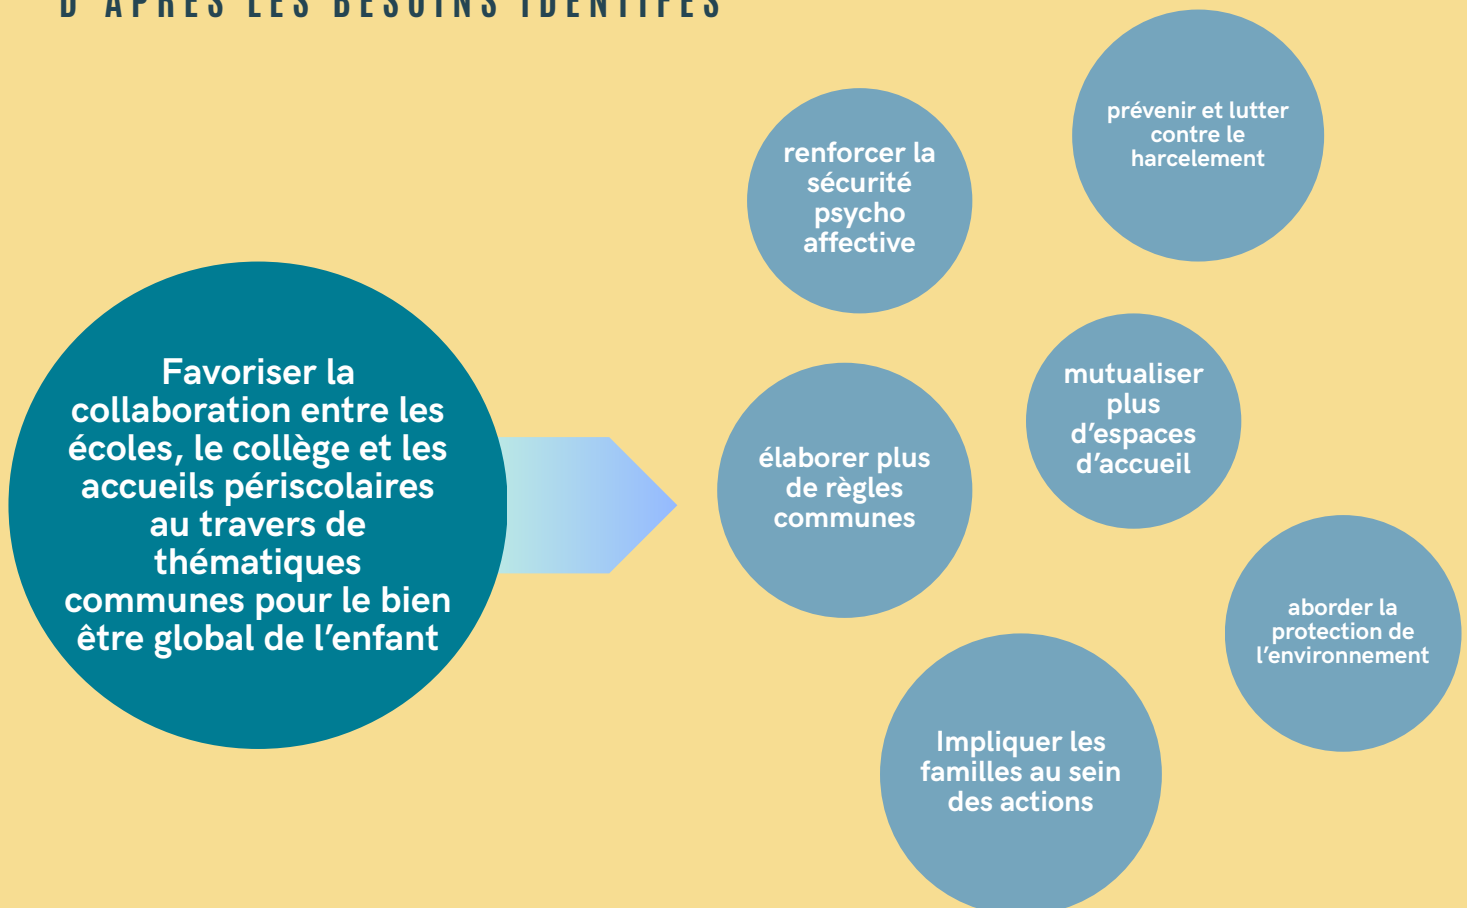 D'APRÈS LES BESOINS IDENTIFÉS
Favoriser la
collaboration entre les
écoles, le collège et les
accueils périscolaires
au travers de
thématiques
communes pour le bien
être global de l'enfant
renforcer la
sécurité
psycho
affective
prévenir et lutter
contre le
harcelement
élaborer plus
de règles
communes
mutualiser
plus
d'espaces
d'accueil
aborder la
protection de
l'environnement
Impliquer les
familles au sein
des actions